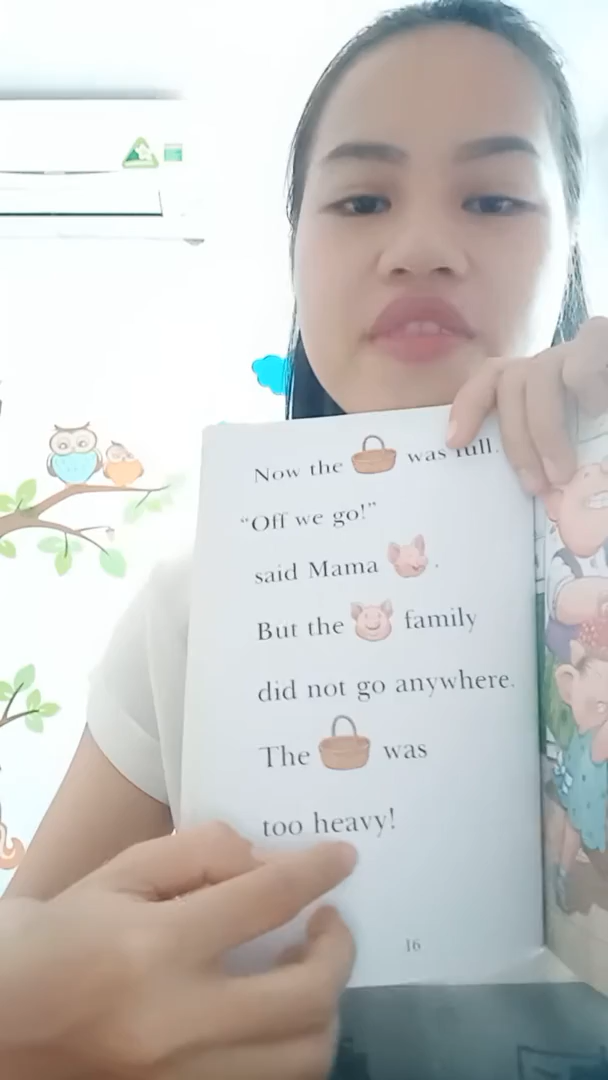 Now the was full.
"Off we go!"
said Mama .
But the family
did not go anywhere.
The was
too heavy!
16